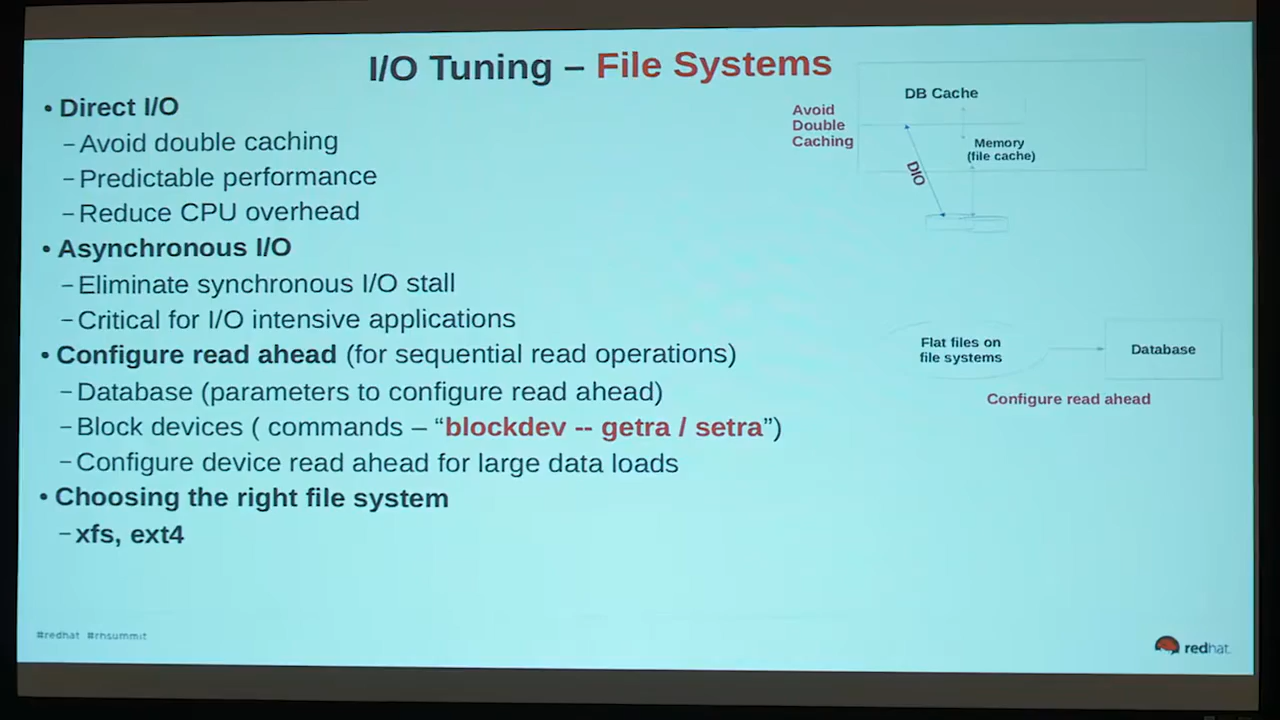 I/O Tuning – File Systems
• Direct I/O
– Avoid double caching
– Predictable performance
– Reduce CPU overhead
• Asynchronous I/O
– Eliminate synchronous I/O stall
– Critical for I/O intensive applications
• Configure read ahead (for sequential read operations)
– Database (parameters to configure read ahead)
– Block devices ( commands – “blockdev -- getra / setra”)
– Configure device read ahead for large data loads
• Choosing the right file system
– xfs, ext4
Avoid
Double
Caching
DB Cache
Memory
(file cache)
DIO
Flat files on
file systems
Database
Configure read ahead
#redhat #rhsummit
redhat.